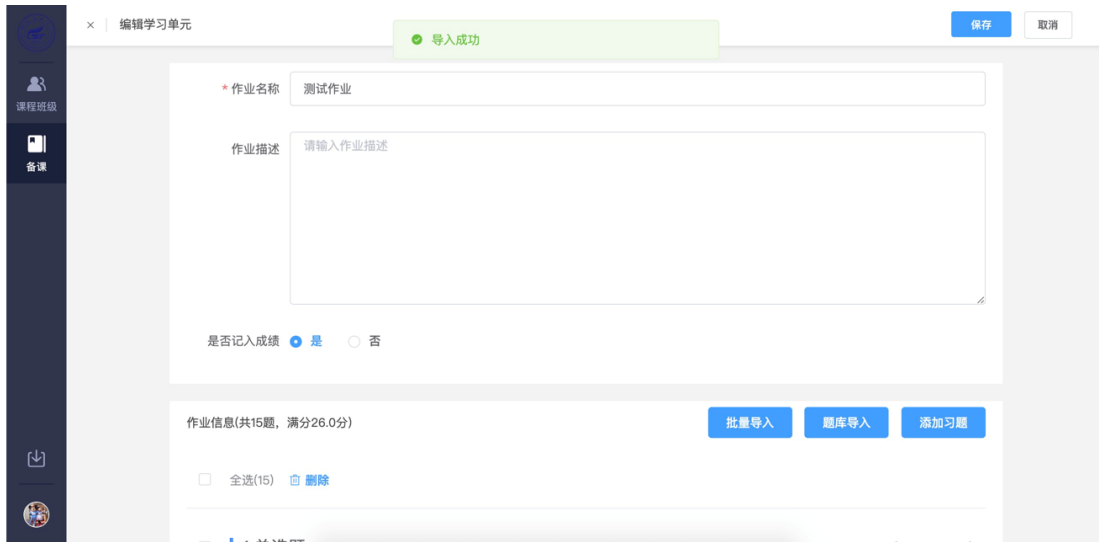 × 编辑学习单元
导入成功
保存 取消
课程班级
备课
* 作业名称 测试作业
作业描述 请输入作业描述
是否记入成绩 是 否
作业信息(共15题，满分26.0分) 批量导入 题库导入 添加习题
全选(15) 删除